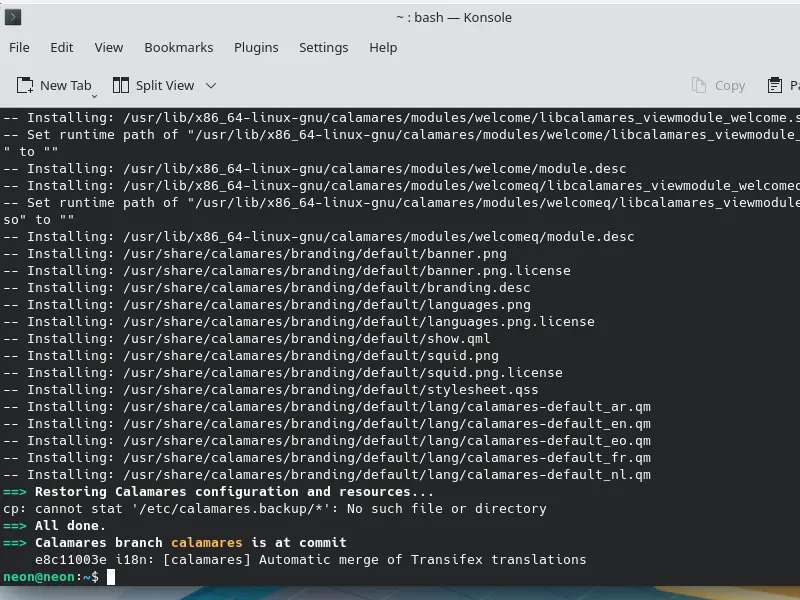 ~ : bash — Konsole
File Edit View Bookmarks Plugins Settings Help
New Tab Split View Copy
-- Installing: /usr/lib/x86_64-linux-gnu/calamares/modules/welcome/libcalamares_viewmodule_welcome.s
-- Set runtime path of "/usr/lib/x86_64-linux-gnu/calamares/modules/welcome/libcalamares_viewmodule_
" to ""
-- Installing: /usr/lib/x86_64-linux-gnu/calamares/modules/welcome/module.desc
-- Installing: /usr/lib/x86_64-linux-gnu/calamares/modules/welcomeq/libcalamares_viewmodule_welcomeq
-- Set runtime path of "/usr/lib/x86_64-linux-gnu/calamares/modules/welcomeq/libcalamares_viewmodule
so" to ""
-- Installing: /usr/lib/x86_64-linux-gnu/calamares/modules/welcomeq/module.desc
-- Installing: /usr/share/calamares/branding/default/banner.png
-- Installing: /usr/share/calamares/branding/default/banner.png.license
-- Installing: /usr/share/calamares/branding/default/branding.desc
-- Installing: /usr/share/calamares/branding/default/languages.png
-- Installing: /usr/share/calamares/branding/default/languages.png.license
-- Installing: /usr/share/calamares/branding/default/show.qml
-- Installing: /usr/share/calamares/branding/default/squid.png
-- Installing: /usr/share/calamares/branding/default/squid.png.license
-- Installing: /usr/share/calamares/branding/default/stylesheet.qss
-- Installing: /usr/share/calamares/branding/default/lang/calamares-default_ar.qm
-- Installing: /usr/share/calamares/branding/default/lang/calamares-default_en.qm
-- Installing: /usr/share/calamares/branding/default/lang/calamares-default_eo.qm
-- Installing: /usr/share/calamares/branding/default/lang/calamares-default_fr.qm
-- Installing: /usr/share/calamares/branding/default/lang/calamares-default_nl.qm
==> Restoring Calamares configuration and resources...
cp: cannot stat '/etc/calamares.backup/*': No such file or directory
==> All done.
==> Calamares branch calamares is at commit
e8c11003e i18n: [calamares] Automatic merge of Transifex translations
neon@neon:~$